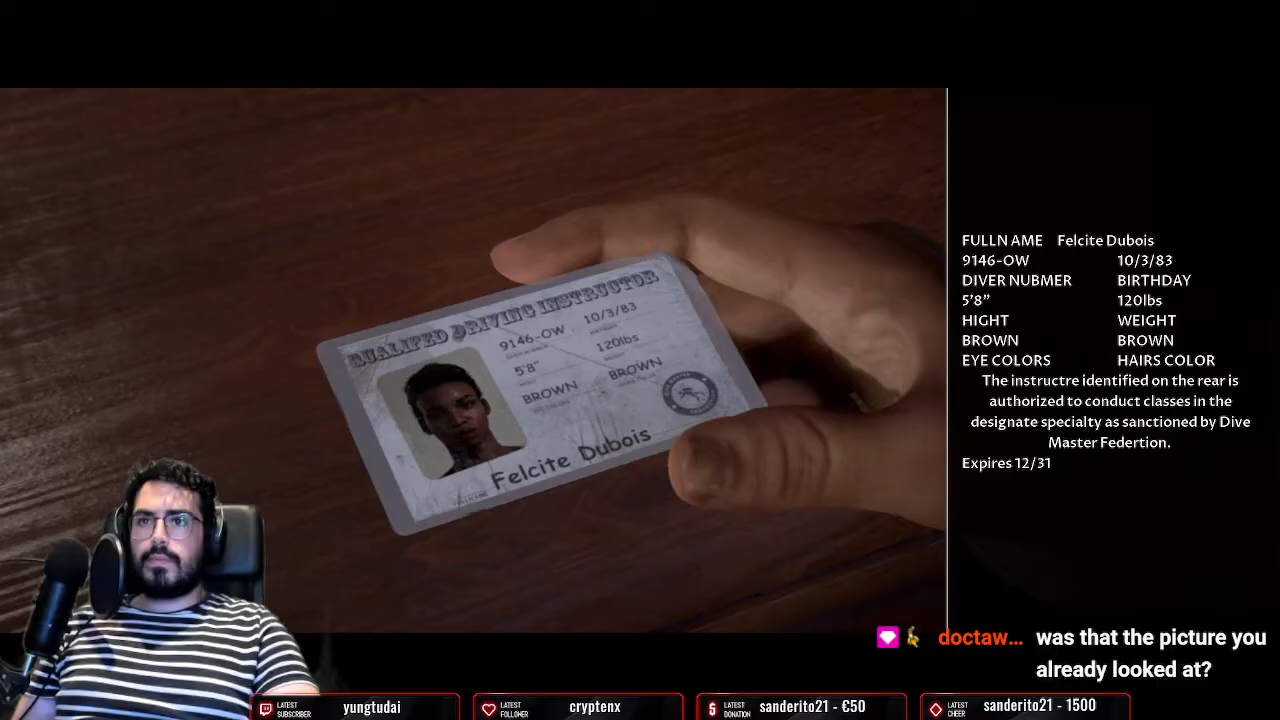 QUALIFED DRIVING INSTRUCTOR
9146-OW 10/3/83
5'8" 120lbs
BROWN BROWN
Felcite Dubois
FULLN AME Felcite Dubois
9146-OW 10/3/83
DIVER NUBMER BIRTHDAY
5’8” 120lbs
HIGHT WEIGHT
BROWN BROWN
EYE COLORS HAIRS COLOR
The instructre identified on the rear is
authorized to conduct classes in the
designate specialty as sanctioned by Dive
Master Federtion.
Expires 12/31
doctaw... was that the picture you
already looked at?
LATEST SUBSCRIBER yungtudai
LATEST FOLLOWER cryptenx
LATEST DONATION sanderito21 - €50
LATEST CHEER sanderito21 - 1500